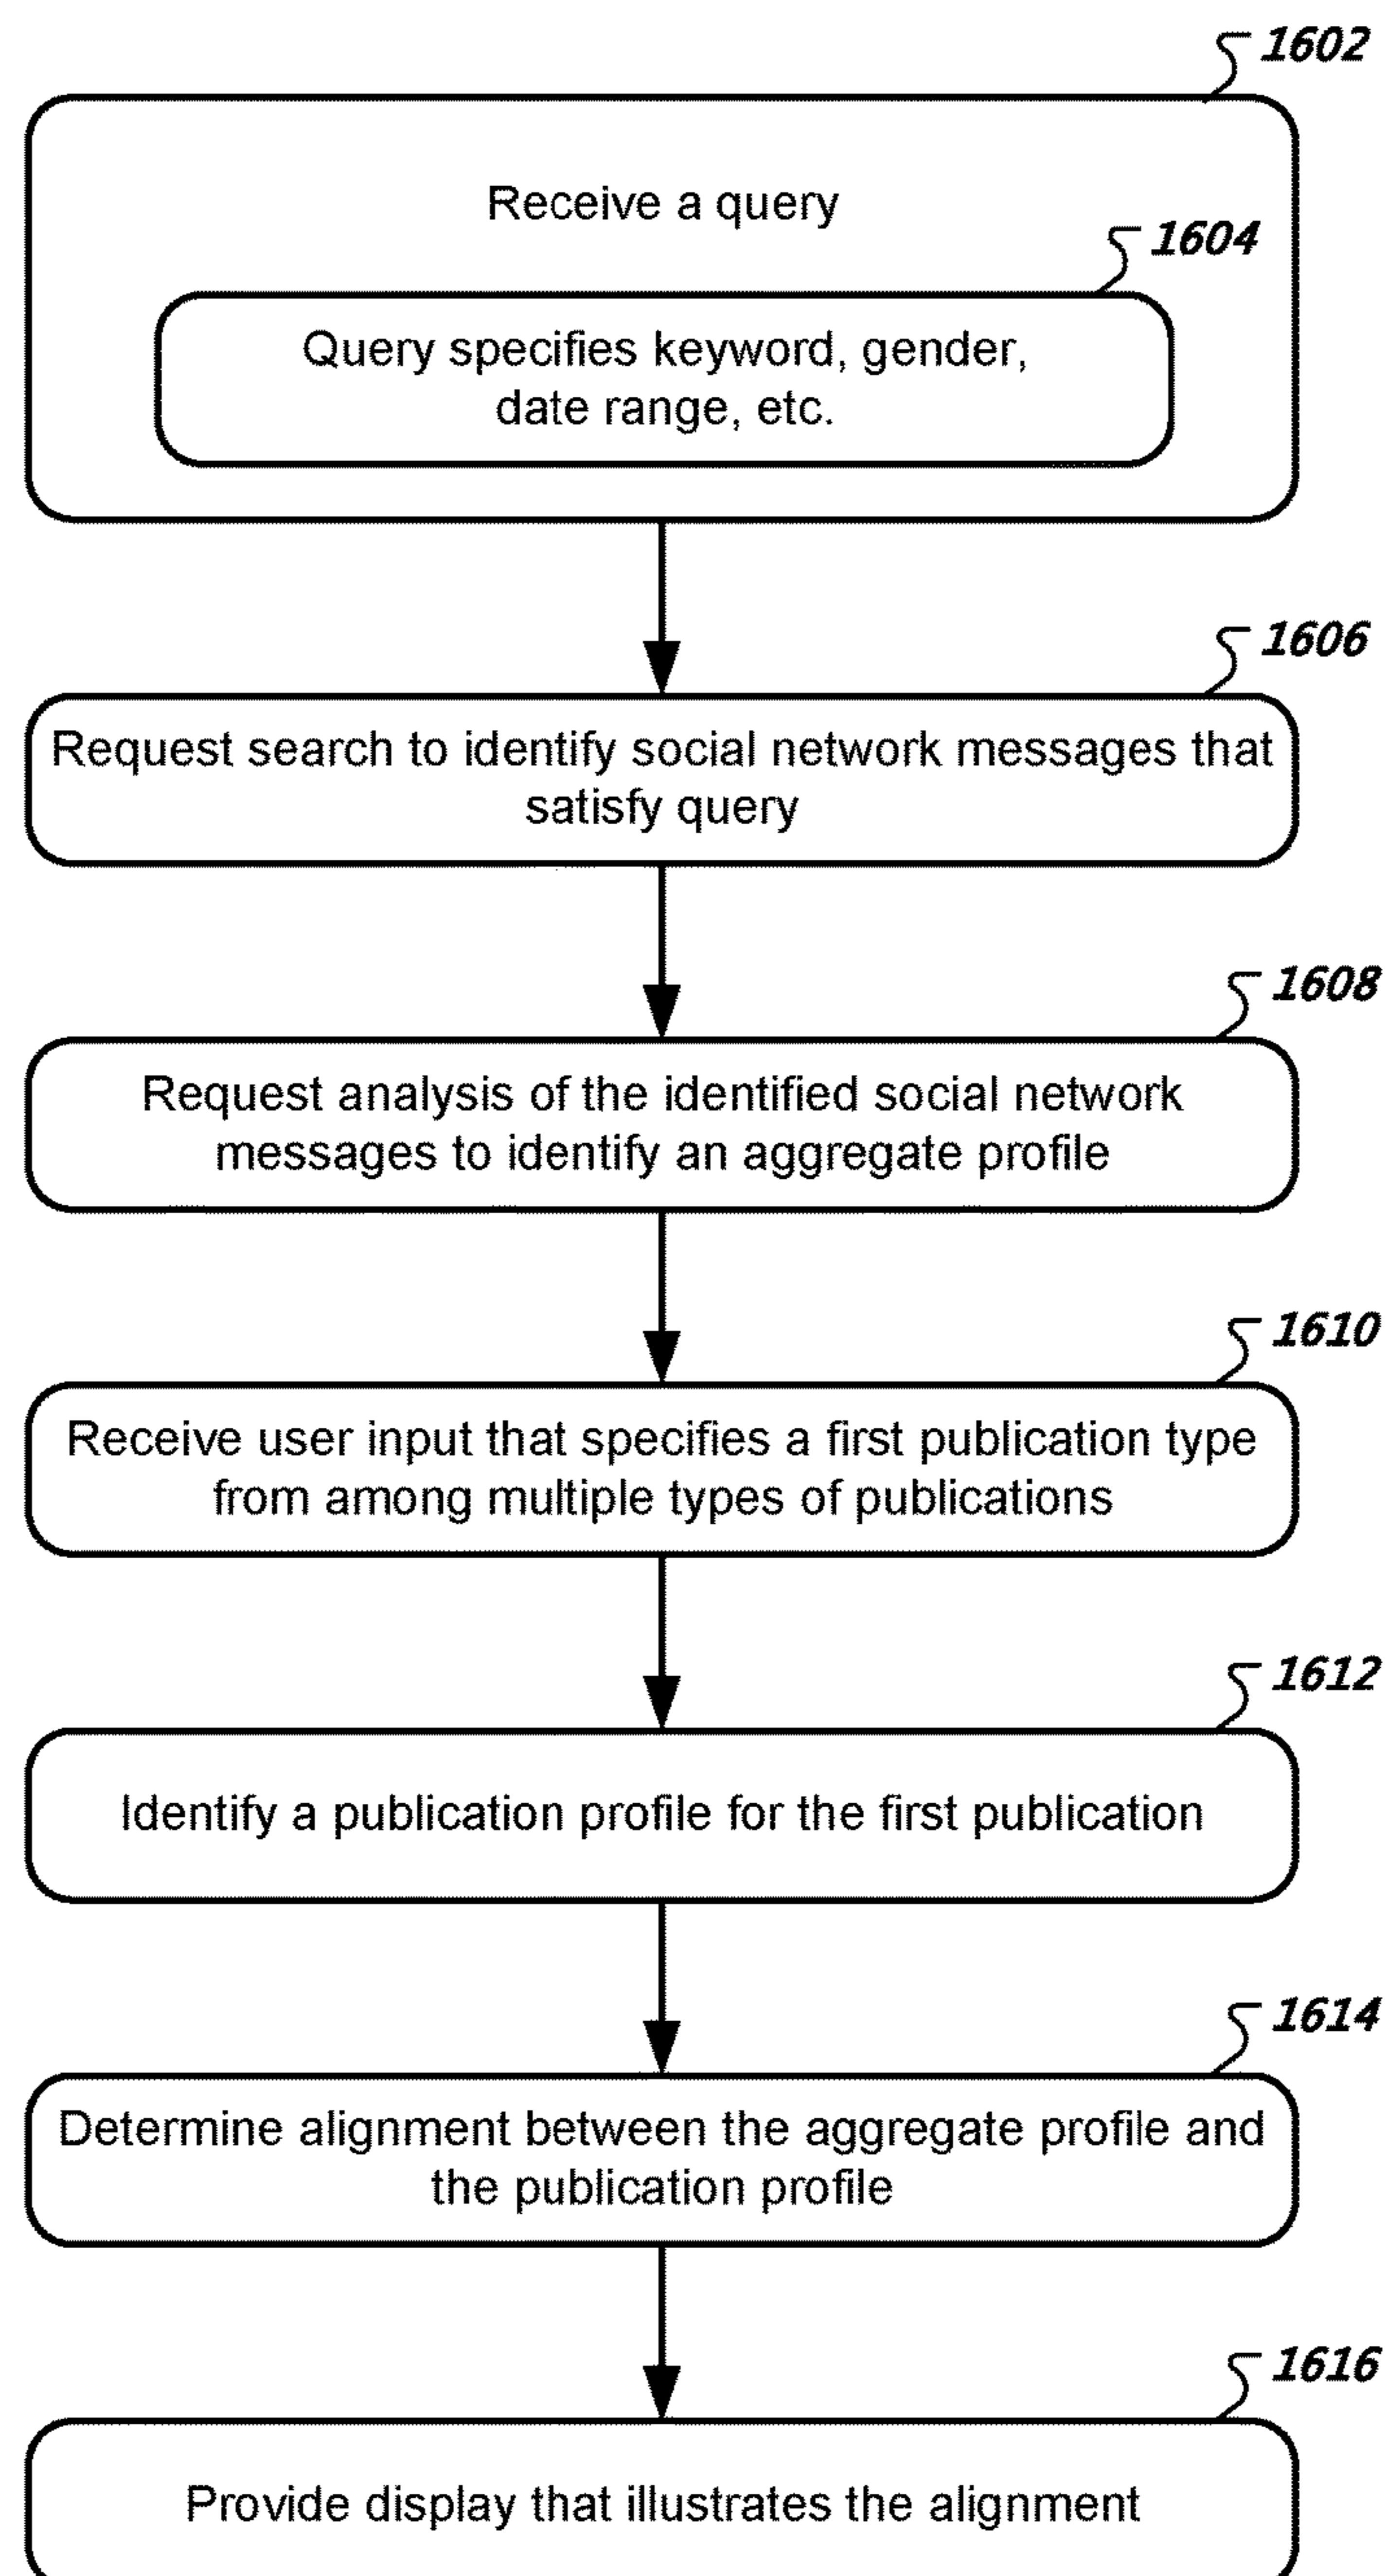 1602
Receive a query
1604
Query specifies keyword, gender,
date range, etc.
1606
Request search to identify social network messages that
satisfy query
1608
Request analysis of the identified social network
messages to identify an aggregate profile
1610
Receive user input that specifies a first publication type
from among multiple types of publications
1612
Identify a publication profile for the first publication
1614
Determine alignment between the aggregate profile and
the publication profile
1616
Provide display that illustrates the alignment